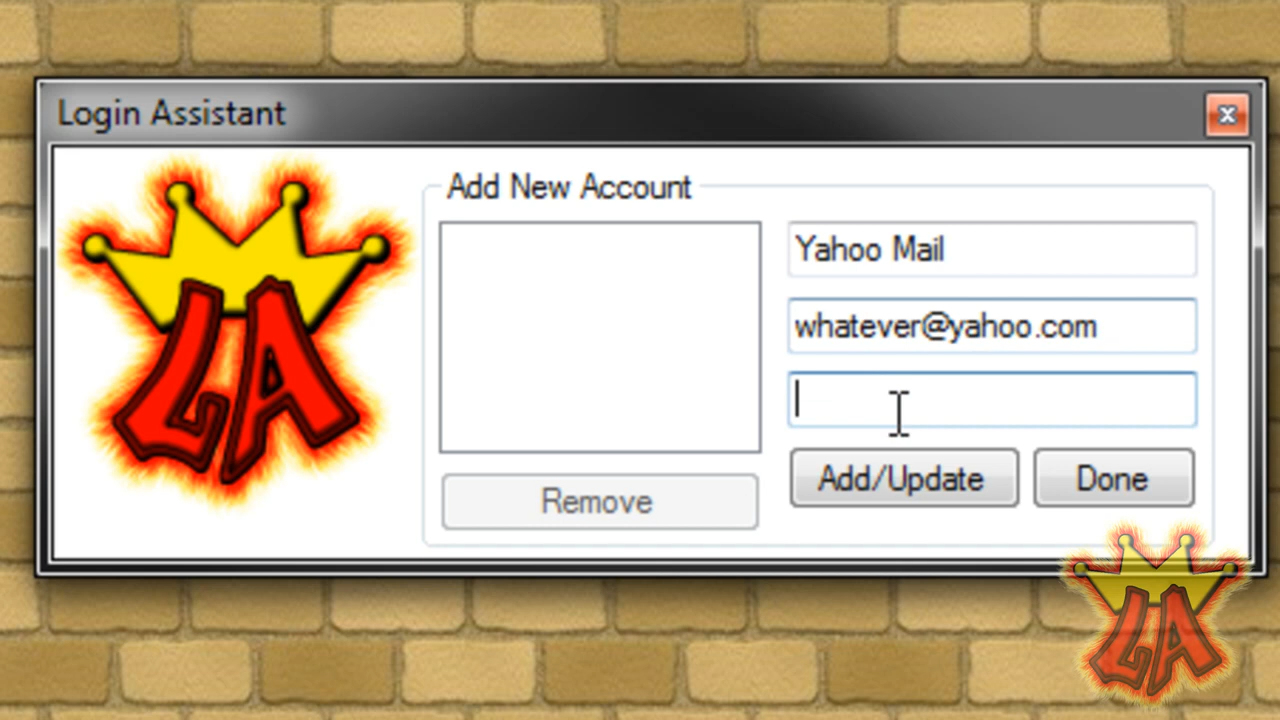 Login Assistant
LA
Add New Account
Yahoo Mail
whatever@yahoo.com
Remove
Add/Update
Done
LA